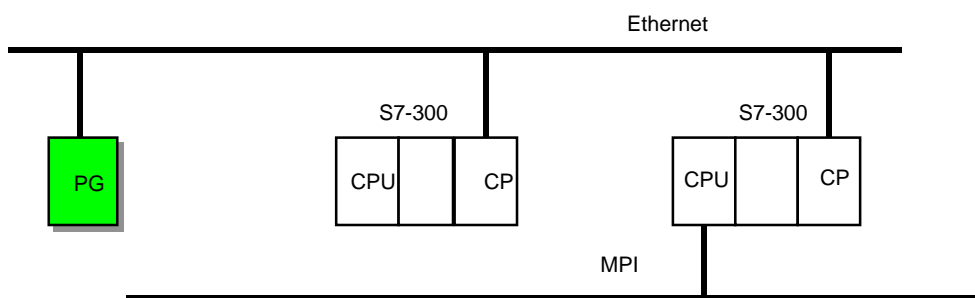 Ethernet
S7-300
S7-300
PG
CPU
CP
CPU
CP
MPI